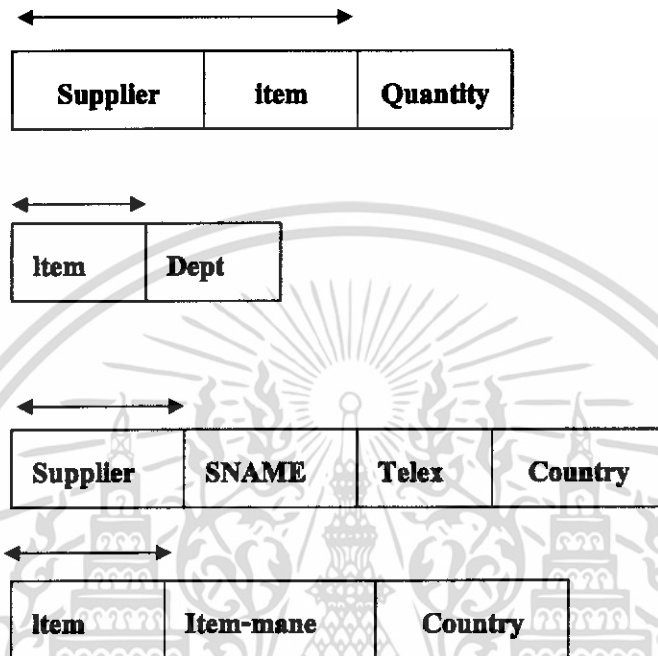 Supplier item Quantity
Item Dept
Supplier SNAME Telex Country
Item Item-mane Country